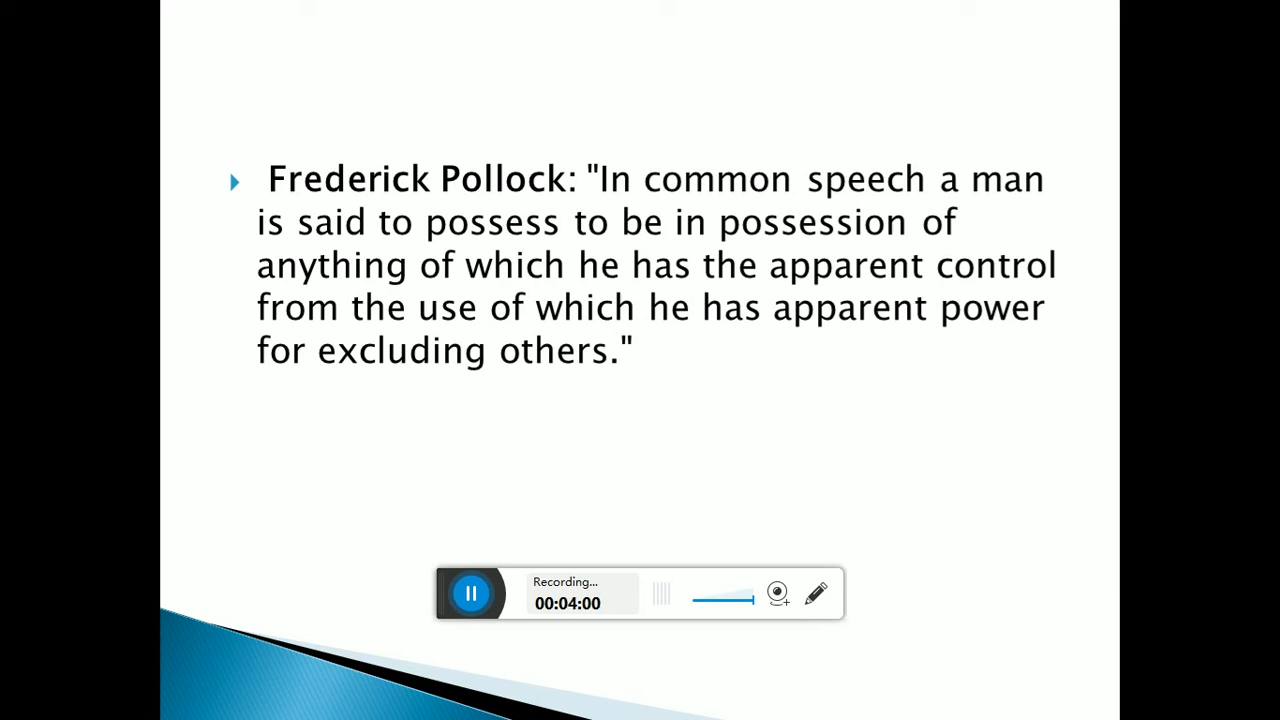 Frederick Pollock: "In common speech a man
is said to possess to be in possession of
anything of which he has the apparent control
from the use of which he has apparent power
for excluding others."
Recording...
00:04:00